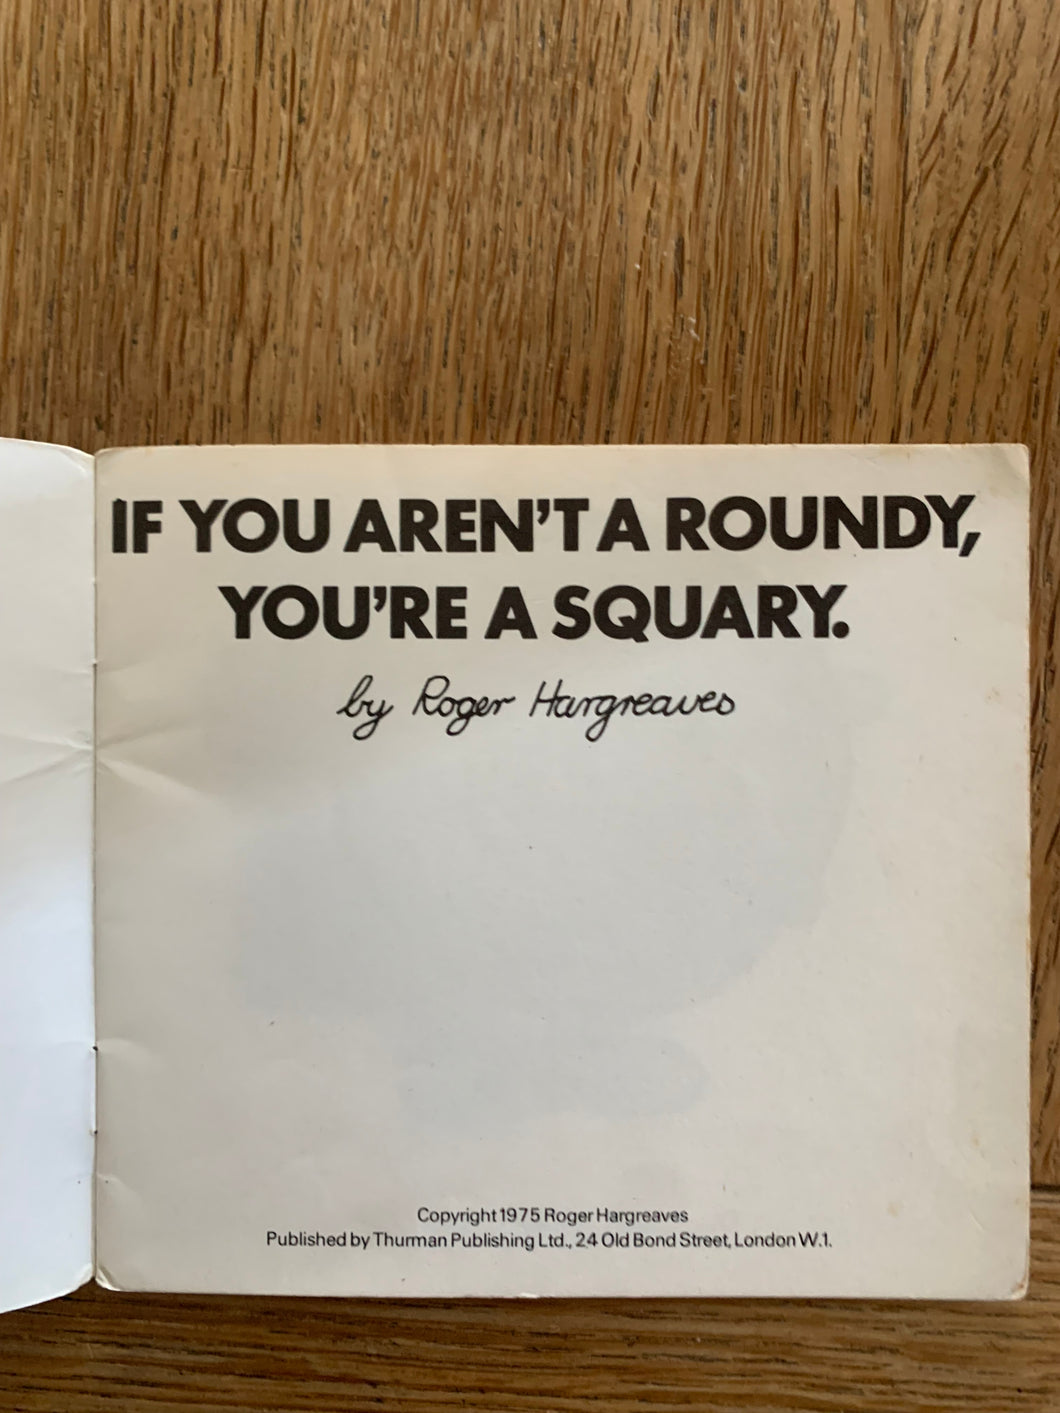 IF YOU AREN'T A ROUNDY,
YOU'RE A SQUARY.
by Roger Hargreaves
Copyright 1975 Roger Hargreaves
Published by Thurman Publishing Ltd., 24 Old Bond Street, London W.1.